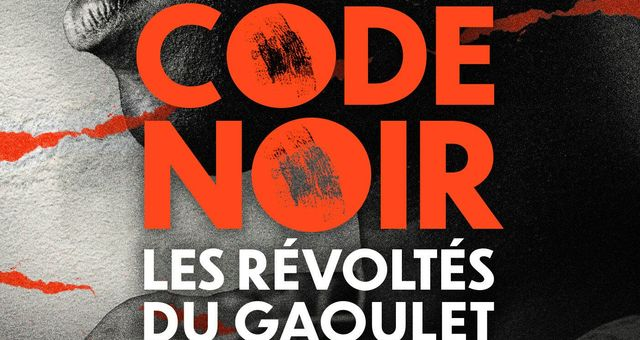 CODE
NOIR
LES RÉVOLTÉS
DU GAOULET